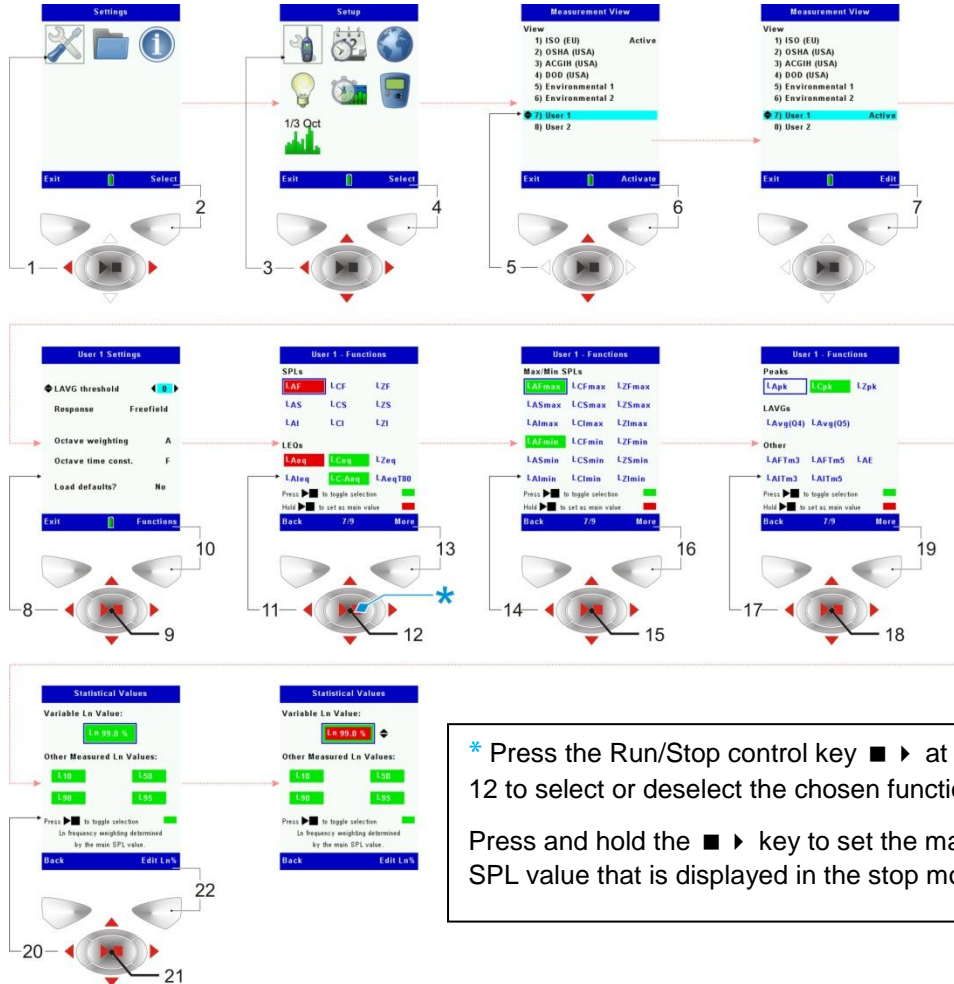 Settings
Setup
Measurement View
Measurement View
View
1) ISO (EU) Active
2) OSHA (USA)
3) ACGIH (USA)
4) DOD (USA)
5) Environmental 1
6) Environmental 2
7) User 1
8) User 2
View
1) ISO (EU)
2) OSHA (USA)
3) ACGIH (USA)
4) DOD (USA)
5) Environmental 1
6) Environmental 2
7) User 1 Active
8) User 2
1/3 Oct
Exit Select
Exit Select
Exit Activate
Exit Edit
2
4
6
7
1
3
5
User 1 Settings
LAVG threshold 0
Response Freefield
Octave weighting A
Octave time const. F
Load defaults? No
Exit Functions
10
8
9
User 1 - Functions
SPLs
LAF LCF LZF
LAS LCS LZS
LAI LCI LZI
LEQs
LAeq LCeq LZeq
LAIeq LC-Aeq LAeqT80
Press ▶■ to toggle selection
Hold ▶■ to set as main value
Back 7/9 More
13
11
*
12
User 1 - Functions
Max/Min SPLs
LAFmax LCFmax LZFmax
LASmax LCSmax LZSmax
LAImax LCImax LZImax
LAFmin LCFmin LZFmin
LASmin LCSmin LZSmin
LAImin LCImin LZImin
Press ▶■ to toggle selection
Hold ▶■ to set as main value
Back 7/9 More
16
14
15
User 1 - Functions
Peaks
LApk LCpk LZpk
LAVGs
LAvg(Q4) LAvg(Q5)
Other
LAFTm3 LAFTm5 LAE
LAITm3 LAITm5
Press ▶■ to toggle selection
Hold ▶■ to set as main value
Back 7/9 More
19
17
18
Statistical Values
Variable Ln Value:
Ln 99.0 %
Other Measured Ln Values:
L10 L50
L90 L95
Press ▶■ to toggle selection
Ln frequency weighting determined
by the main SPL value.
Back Edit Ln%
22
20
21
Statistical Values
Variable Ln Value:
Ln 99.0 %
Other Measured Ln Values:
L10 L50
L90 L95
Press ▶■ to toggle selection
Ln frequency weighting determined
by the main SPL value.
Back Edit Ln%
* Press the Run/Stop control key ■ ▶ at
12 to select or deselect the chosen functio
Press and hold the ■ ▶ key to set the ma
SPL value that is displayed in the stop mo